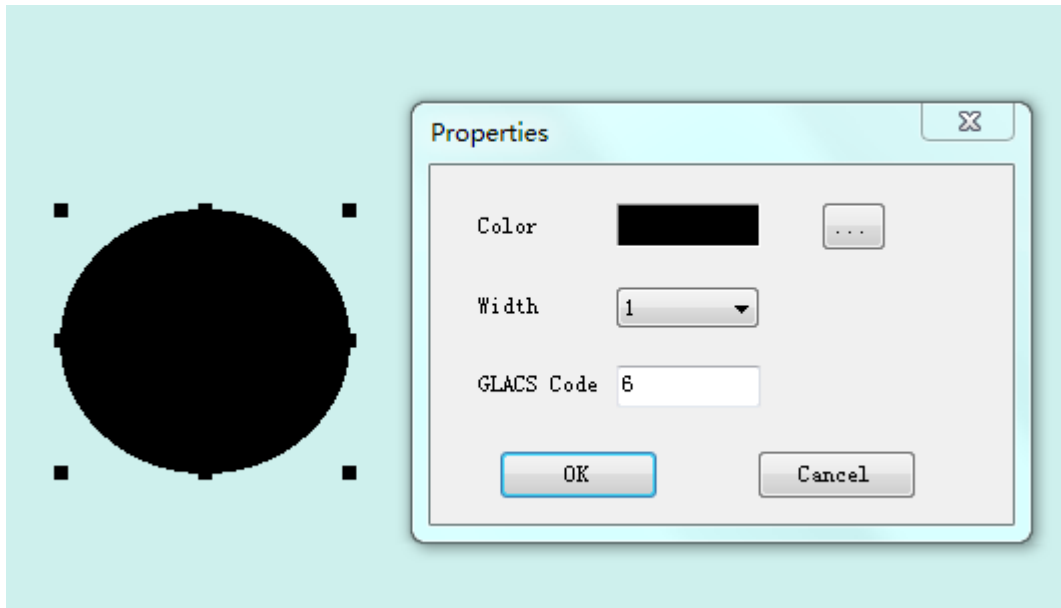 Properties
Color ...
Width 1
GLACS Code 6
OK Cancel